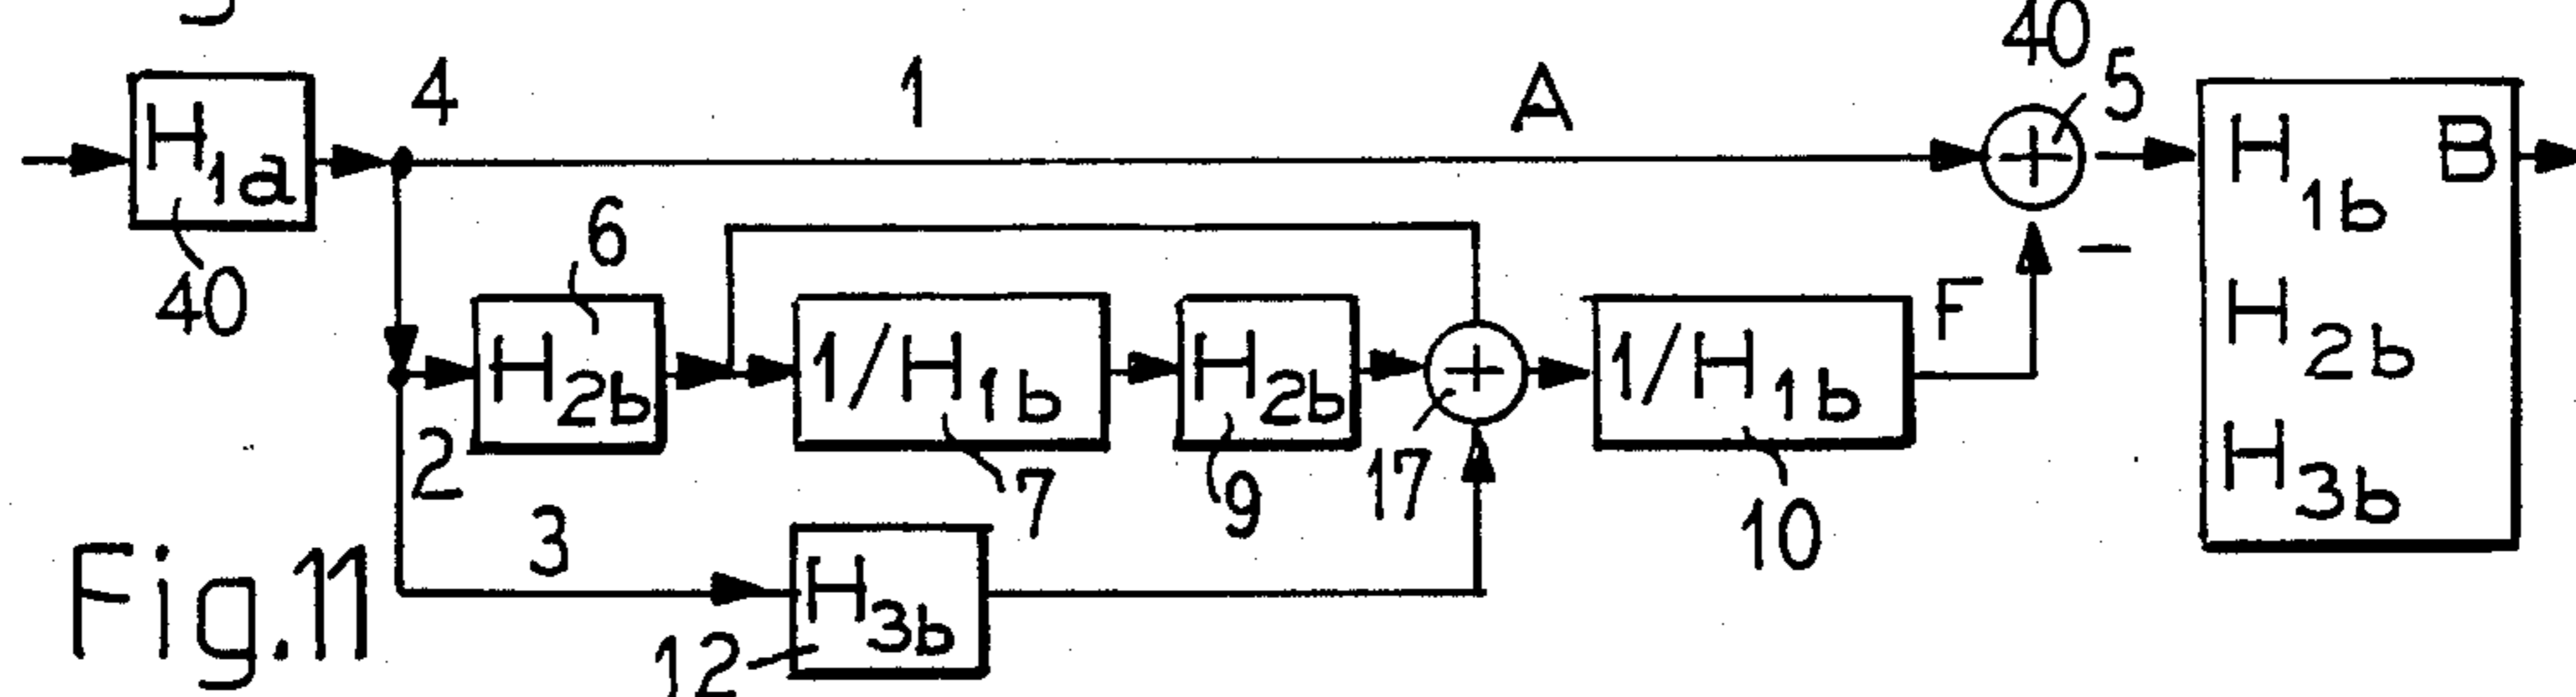 40
4 1 A 5
H1a H1b B
40 6 F −
H2b 1/H1b H2b 1/H1b H2b
2 7 9 17 10 H3b
3
Fig.11 H3b
12